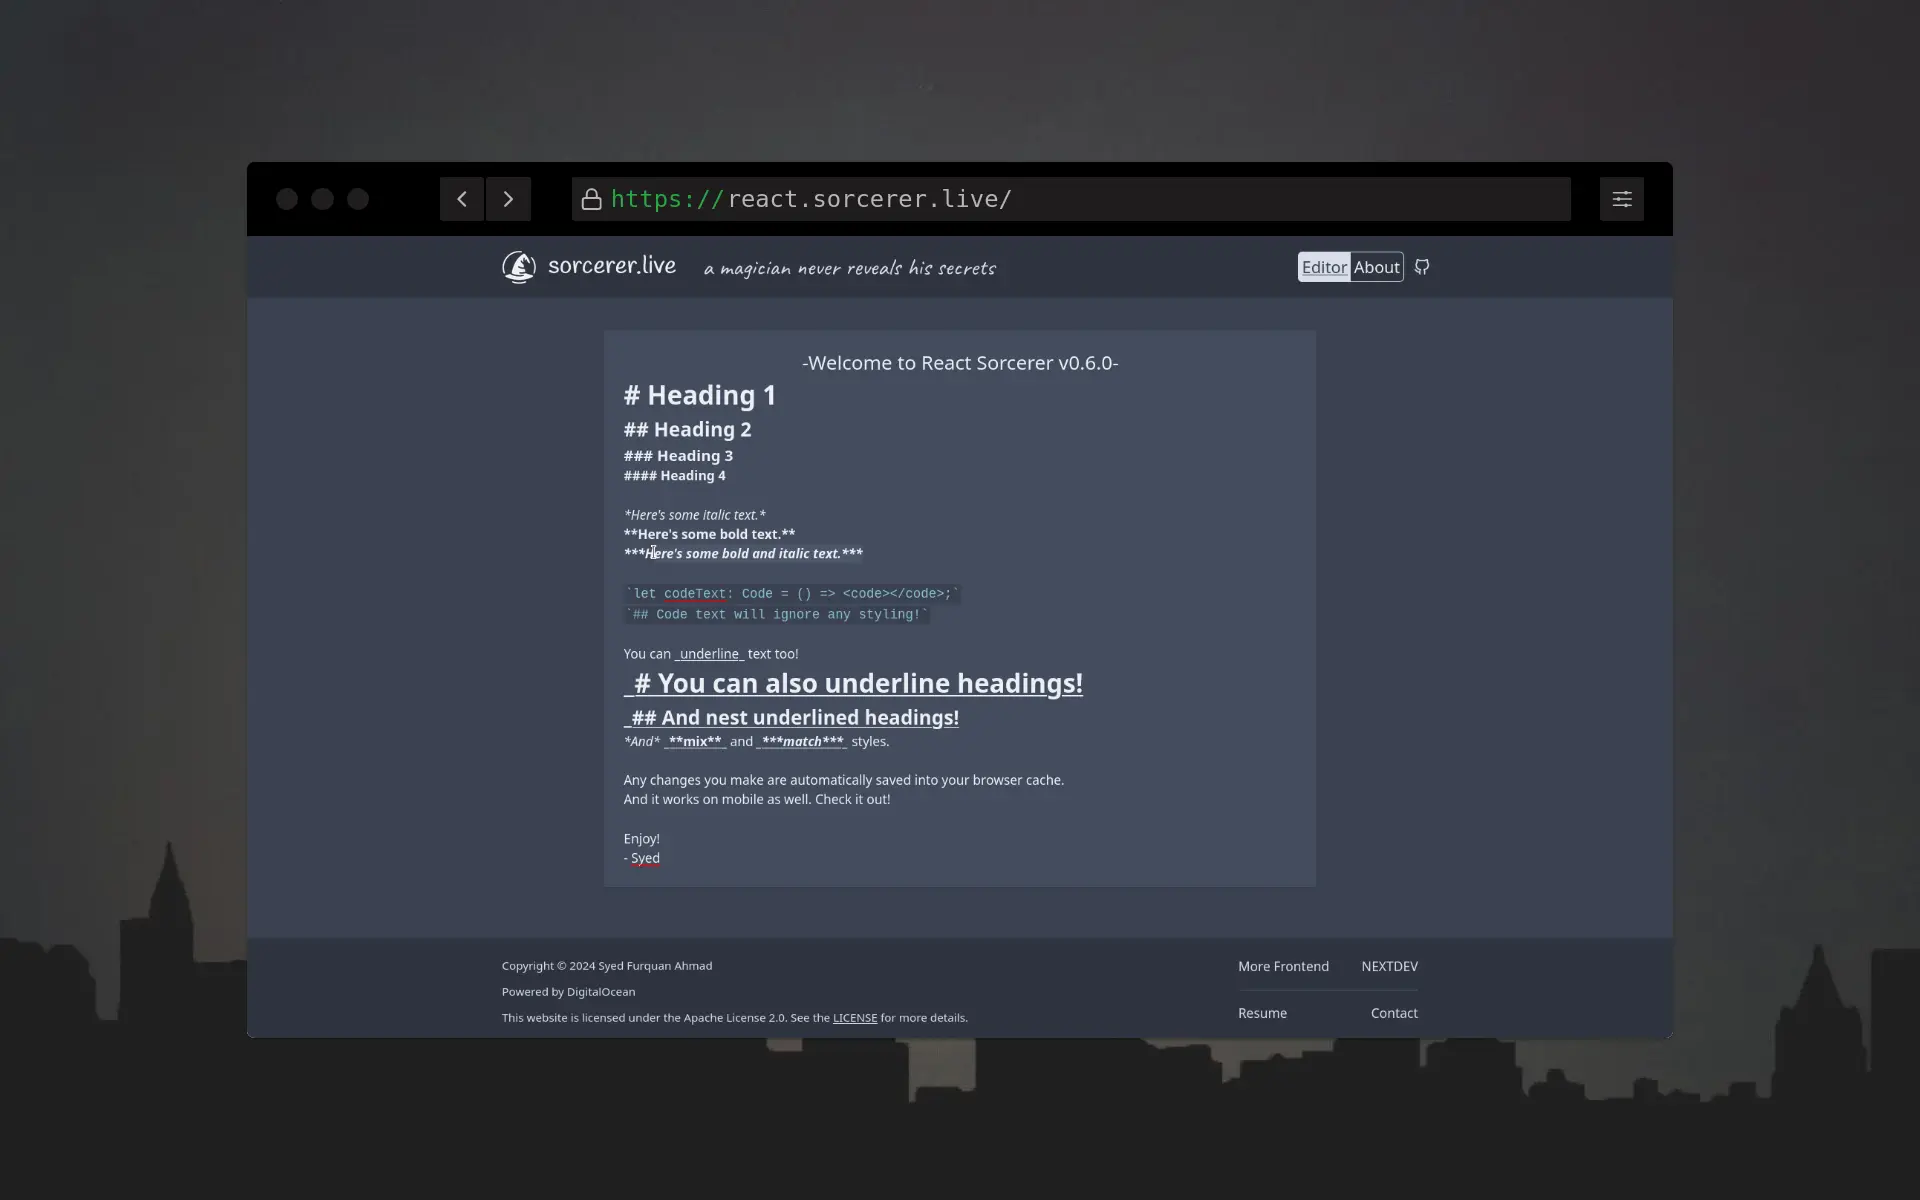 https://react.sorcerer.live/
sorcerer.live a magician never reveals his secrets
Editor About
-Welcome to React Sorcerer v0.6.0-
# Heading 1
## Heading 2
### Heading 3
#### Heading 4
*Here's some italic text.*
**Here's some bold text.**
***Here's some bold and italic text.***
`let codeText: Code = () => <code></code>;`
`## Code text will ignore any styling!`
You can _underline_ text too!
_# You can also underline headings!
_## And nest underlined headings!
*And* _**mix**_ and _***match***_ styles.
Any changes you make are automatically saved into your browser cache.
And it works on mobile as well. Check it out!
Enjoy!
- Syed
Copyright © 2024 Syed Furquan Ahmad
Powered by DigitalOcean
This website is licensed under the Apache License 2.0. See the LICENSE for more details.
More Frontend NEXTDEV
Resume Contact